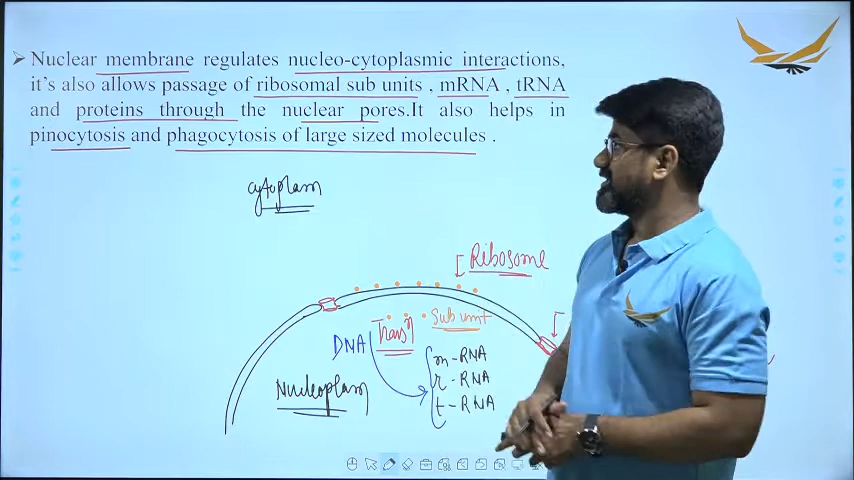 ➤ Nuclear membrane regulates nucleo-cytoplasmic interactions,
it's also allows passage of ribosomal sub units , mRNA , tRNA
and proteins through the nuclear pores.It also helps in
pinocytosis and phagocytosis of large sized molecules .
cytoplasm
Ribosome
Transn
Sub unit
DNA
m-RNA
Nucleoplasm
r-RNA
t-RNA